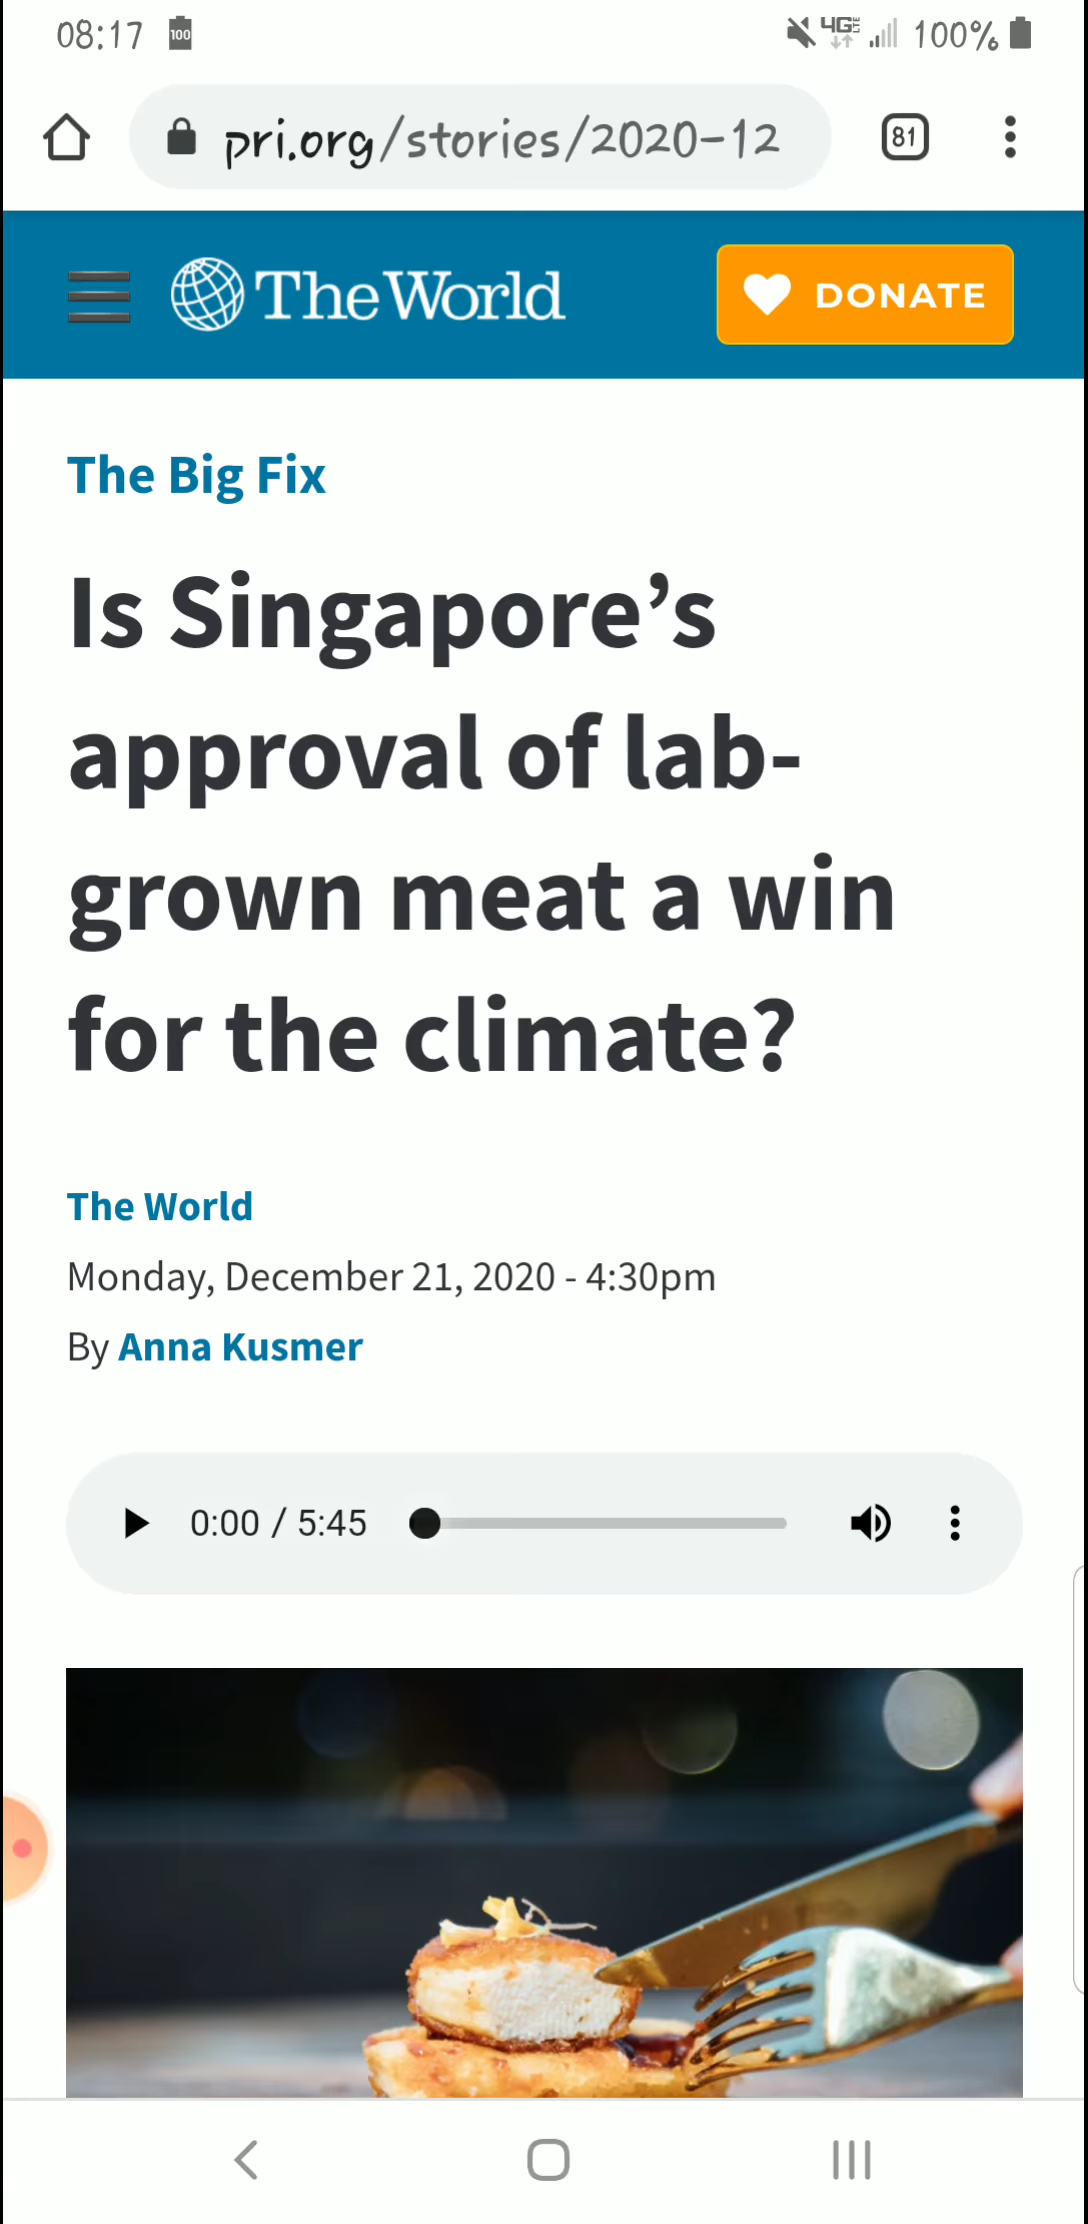 08:17 100 4G LTE 100%
pri.org/stories/2020-12 81
The World DONATE
The Big Fix
Is Singapore’s
approval of lab-
grown meat a win
for the climate?
The World
Monday, December 21, 2020 - 4:30pm
By Anna Kusmer
0:00 / 5:45